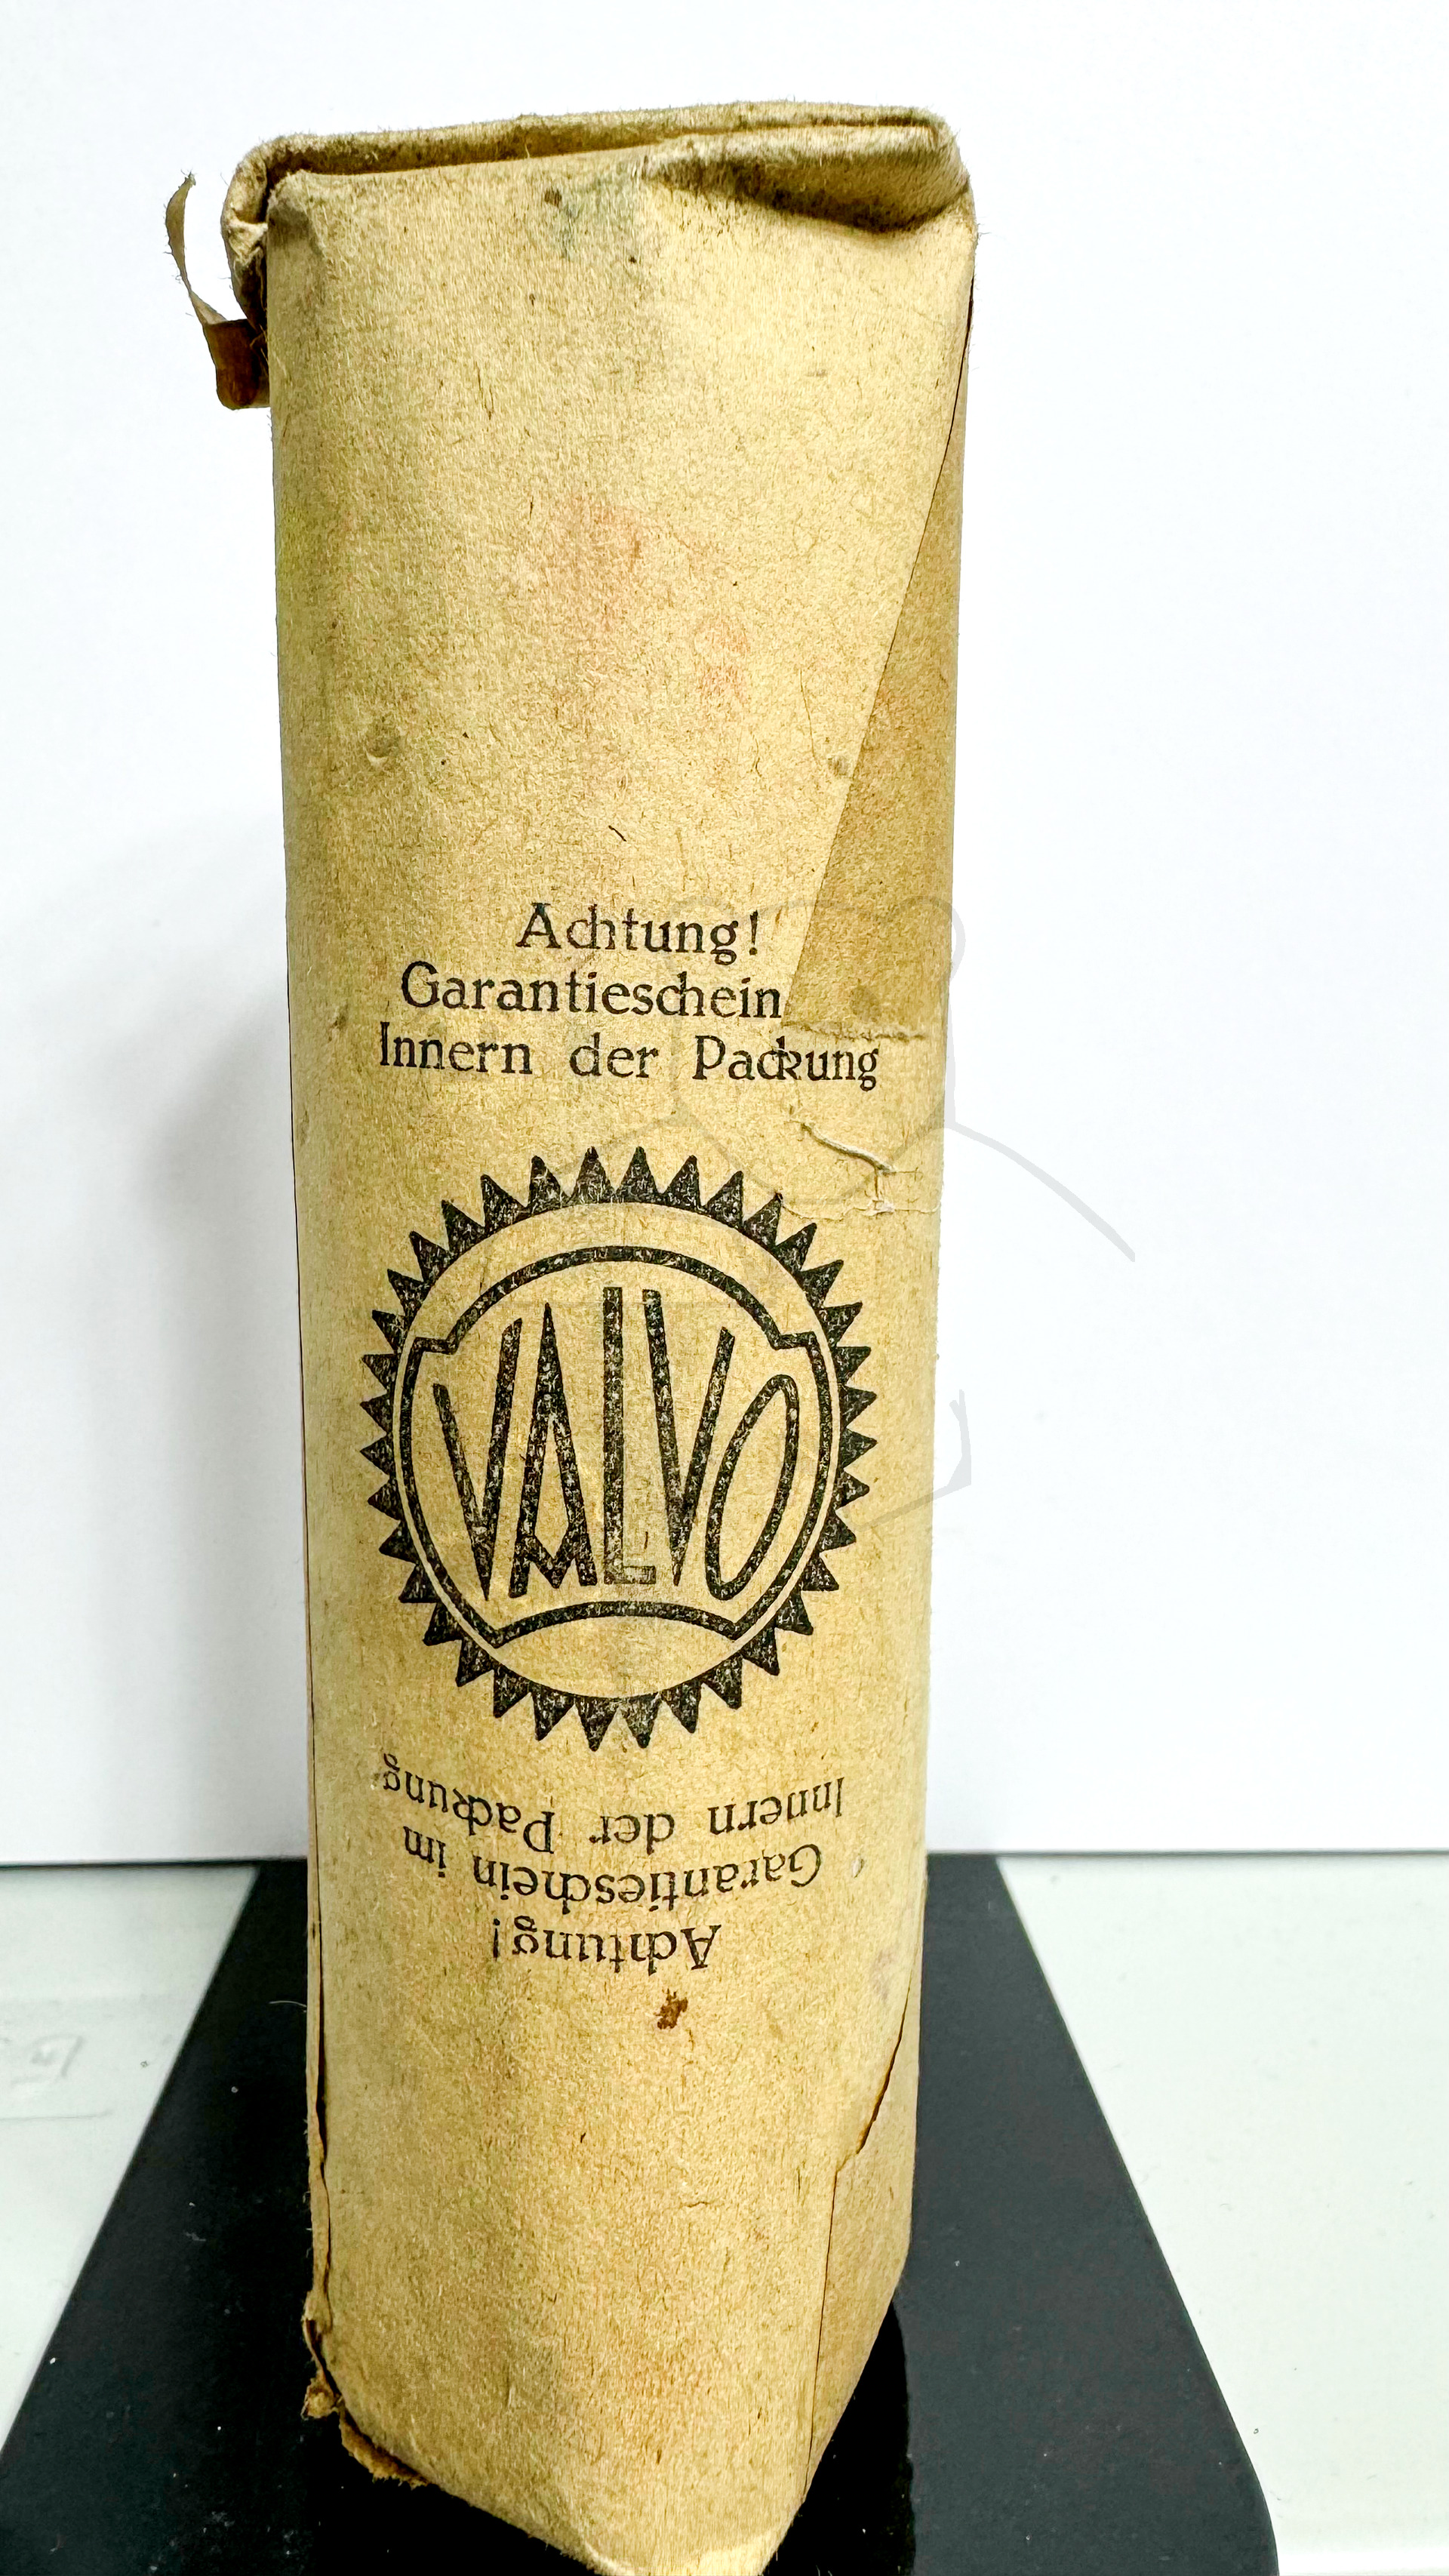 Achtung!
Garantieschein
Innern der Packung
VALVO
Achtung!
Garantieschein im
Innern der Packung